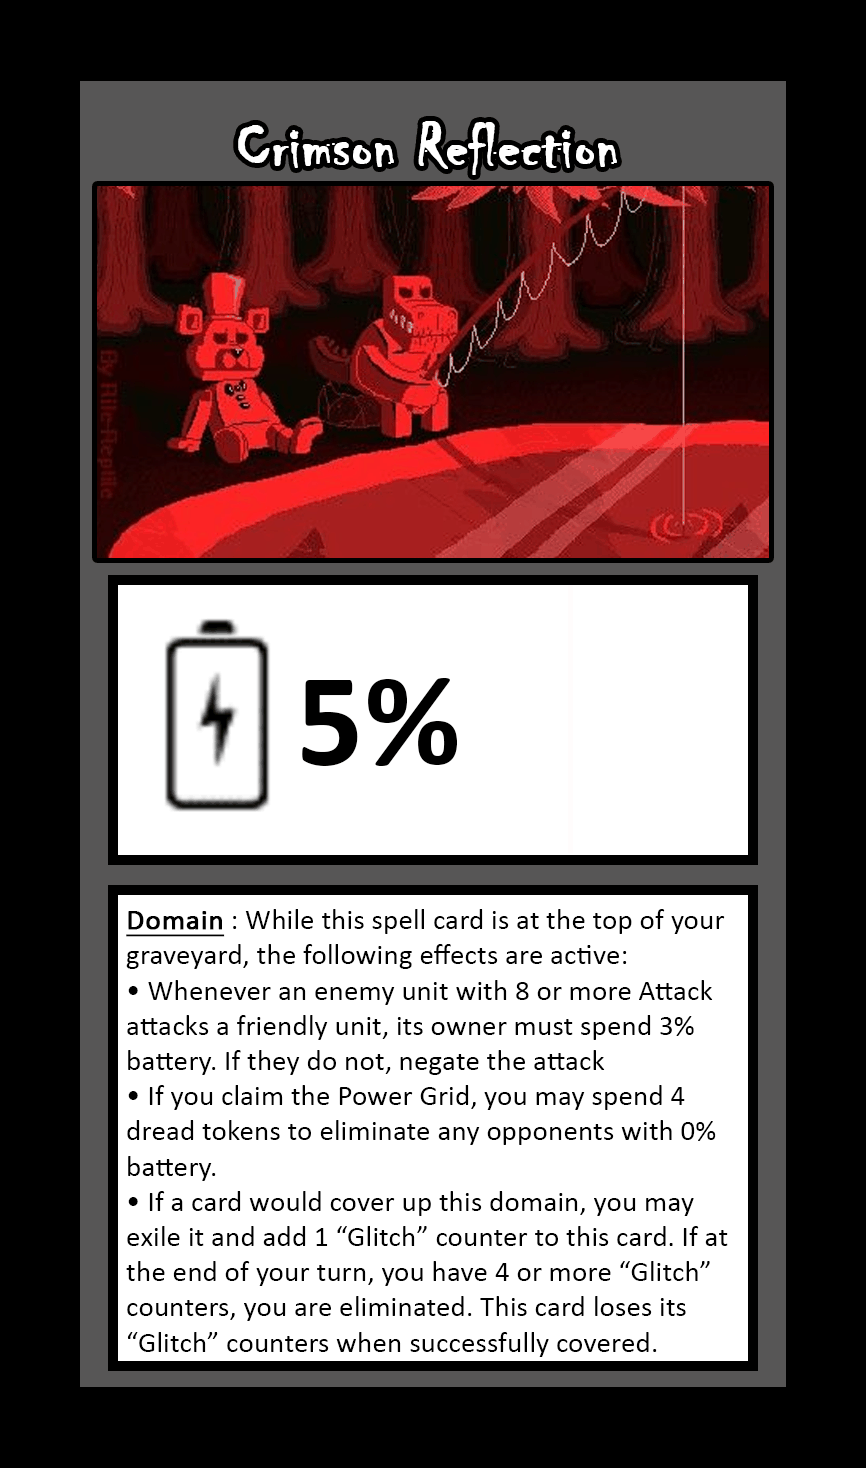 Crimson Reflection
By Rile-Reptile
5%
Domain : While this spell card is at the top of your
graveyard, the following effects are active:
• Whenever an enemy unit with 8 or more Attack
attacks a friendly unit, its owner must spend 3%
battery. If they do not, negate the attack
• If you claim the Power Grid, you may spend 4
dread tokens to eliminate any opponents with 0%
battery.
• If a card would cover up this domain, you may
exile it and add 1 “Glitch” counter to this card. If at
the end of your turn, you have 4 or more “Glitch”
counters, you are eliminated. This card loses its
“Glitch” counters when successfully covered.